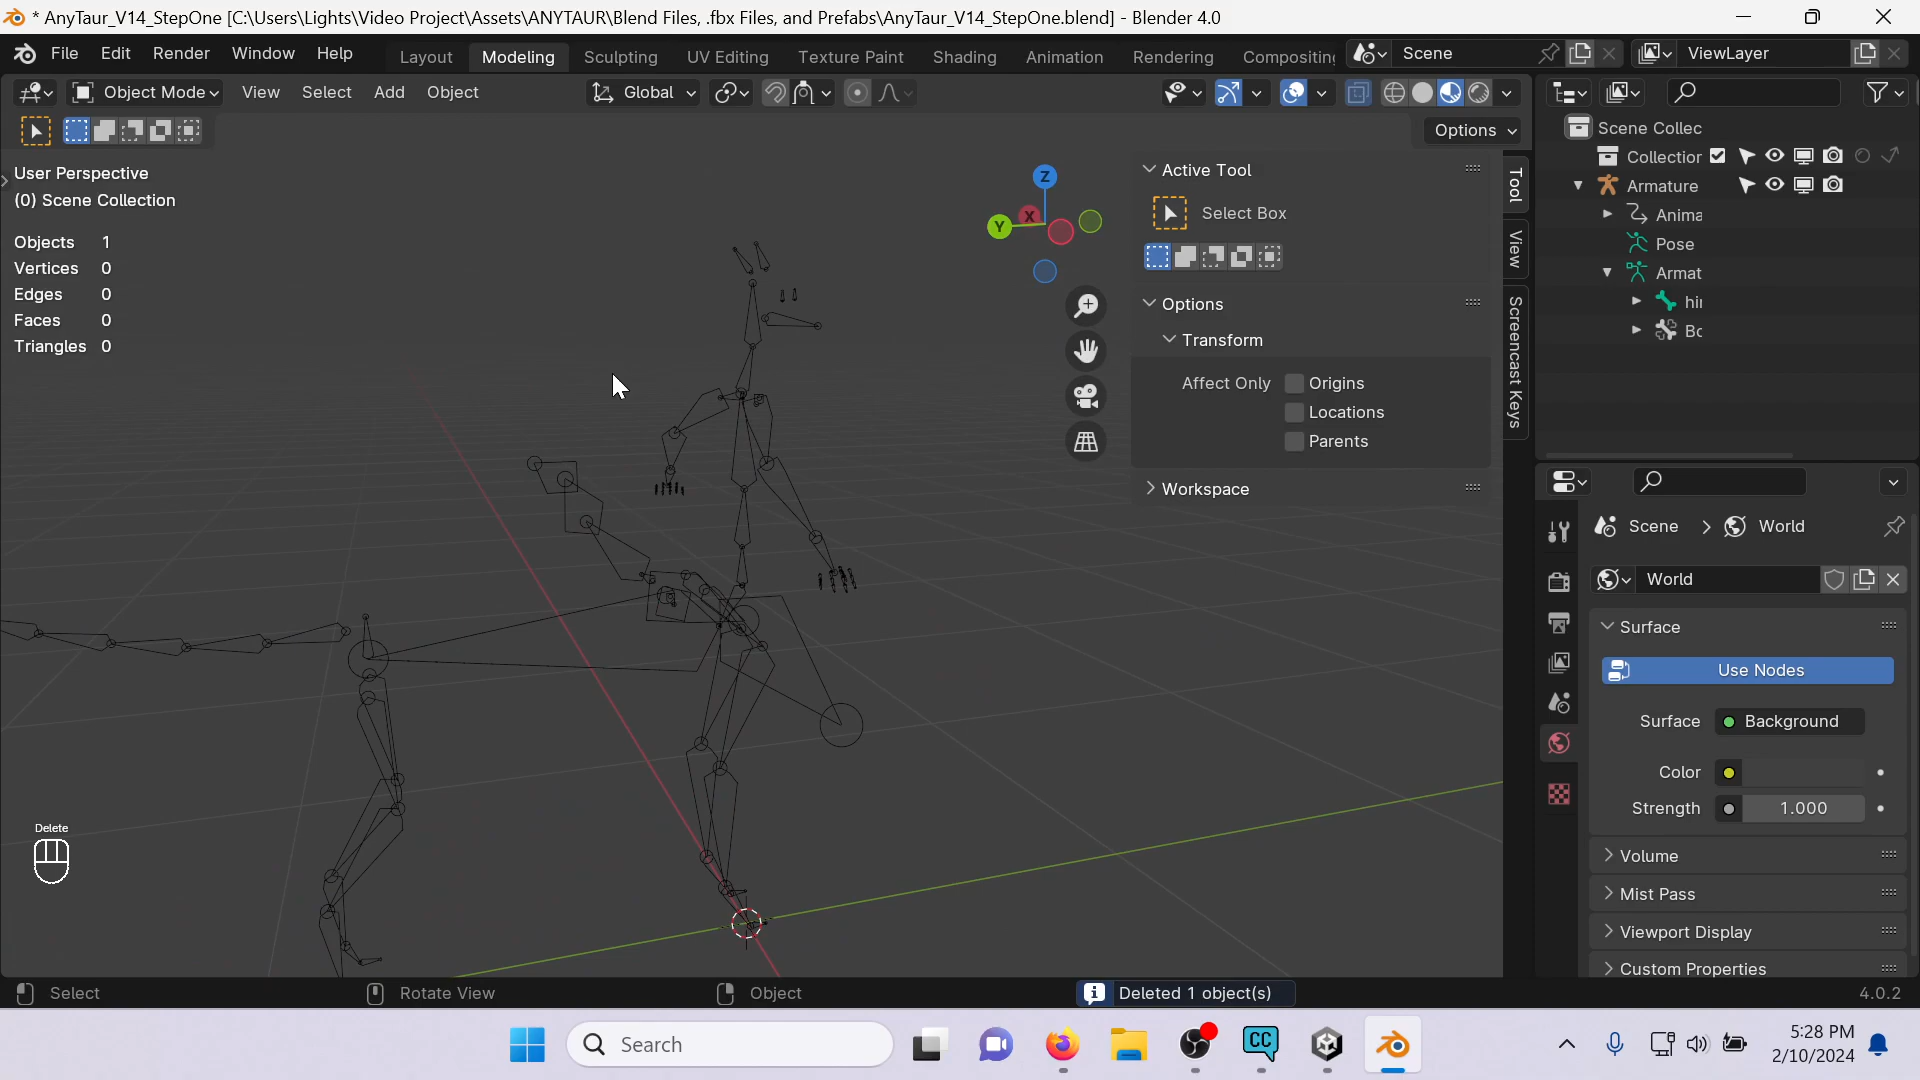 * AnyTaur_V14_StepOne [C:\Users\Lights\Video Project\Assets\ANYTAUR\Blend Files, .fbx Files, and Prefabs\AnyTaur_V14_StepOne.blend] - Blender 4.0
File Edit Render Window Help Layout Modeling Sculpting UV Editing Texture Paint Shading Animation Rendering Compositing Scene ViewLayer
Object Mode View Select Add Object Global
Options
User Perspective
(0) Scene Collection
Objects 1
Vertices 0
Edges 0
Faces 0
Triangles 0
Z
Y
X
Active Tool
Select Box
Options
Transform
Affect Only Origins
Locations
Parents
Workspace
Tool
View
Screencast Keys
Scene Collec
Collection
Armature
Anima
Pose
Armat
hi
Bo
Scene World
World
Surface
Use Nodes
Surface Background
Color
Strength 1.000
Volume
Mist Pass
Viewport Display
Custom Properties
Delete
Select Rotate View Object Deleted 1 object(s) 4.0.2
Search
CC
5:28 PM
2/10/2024